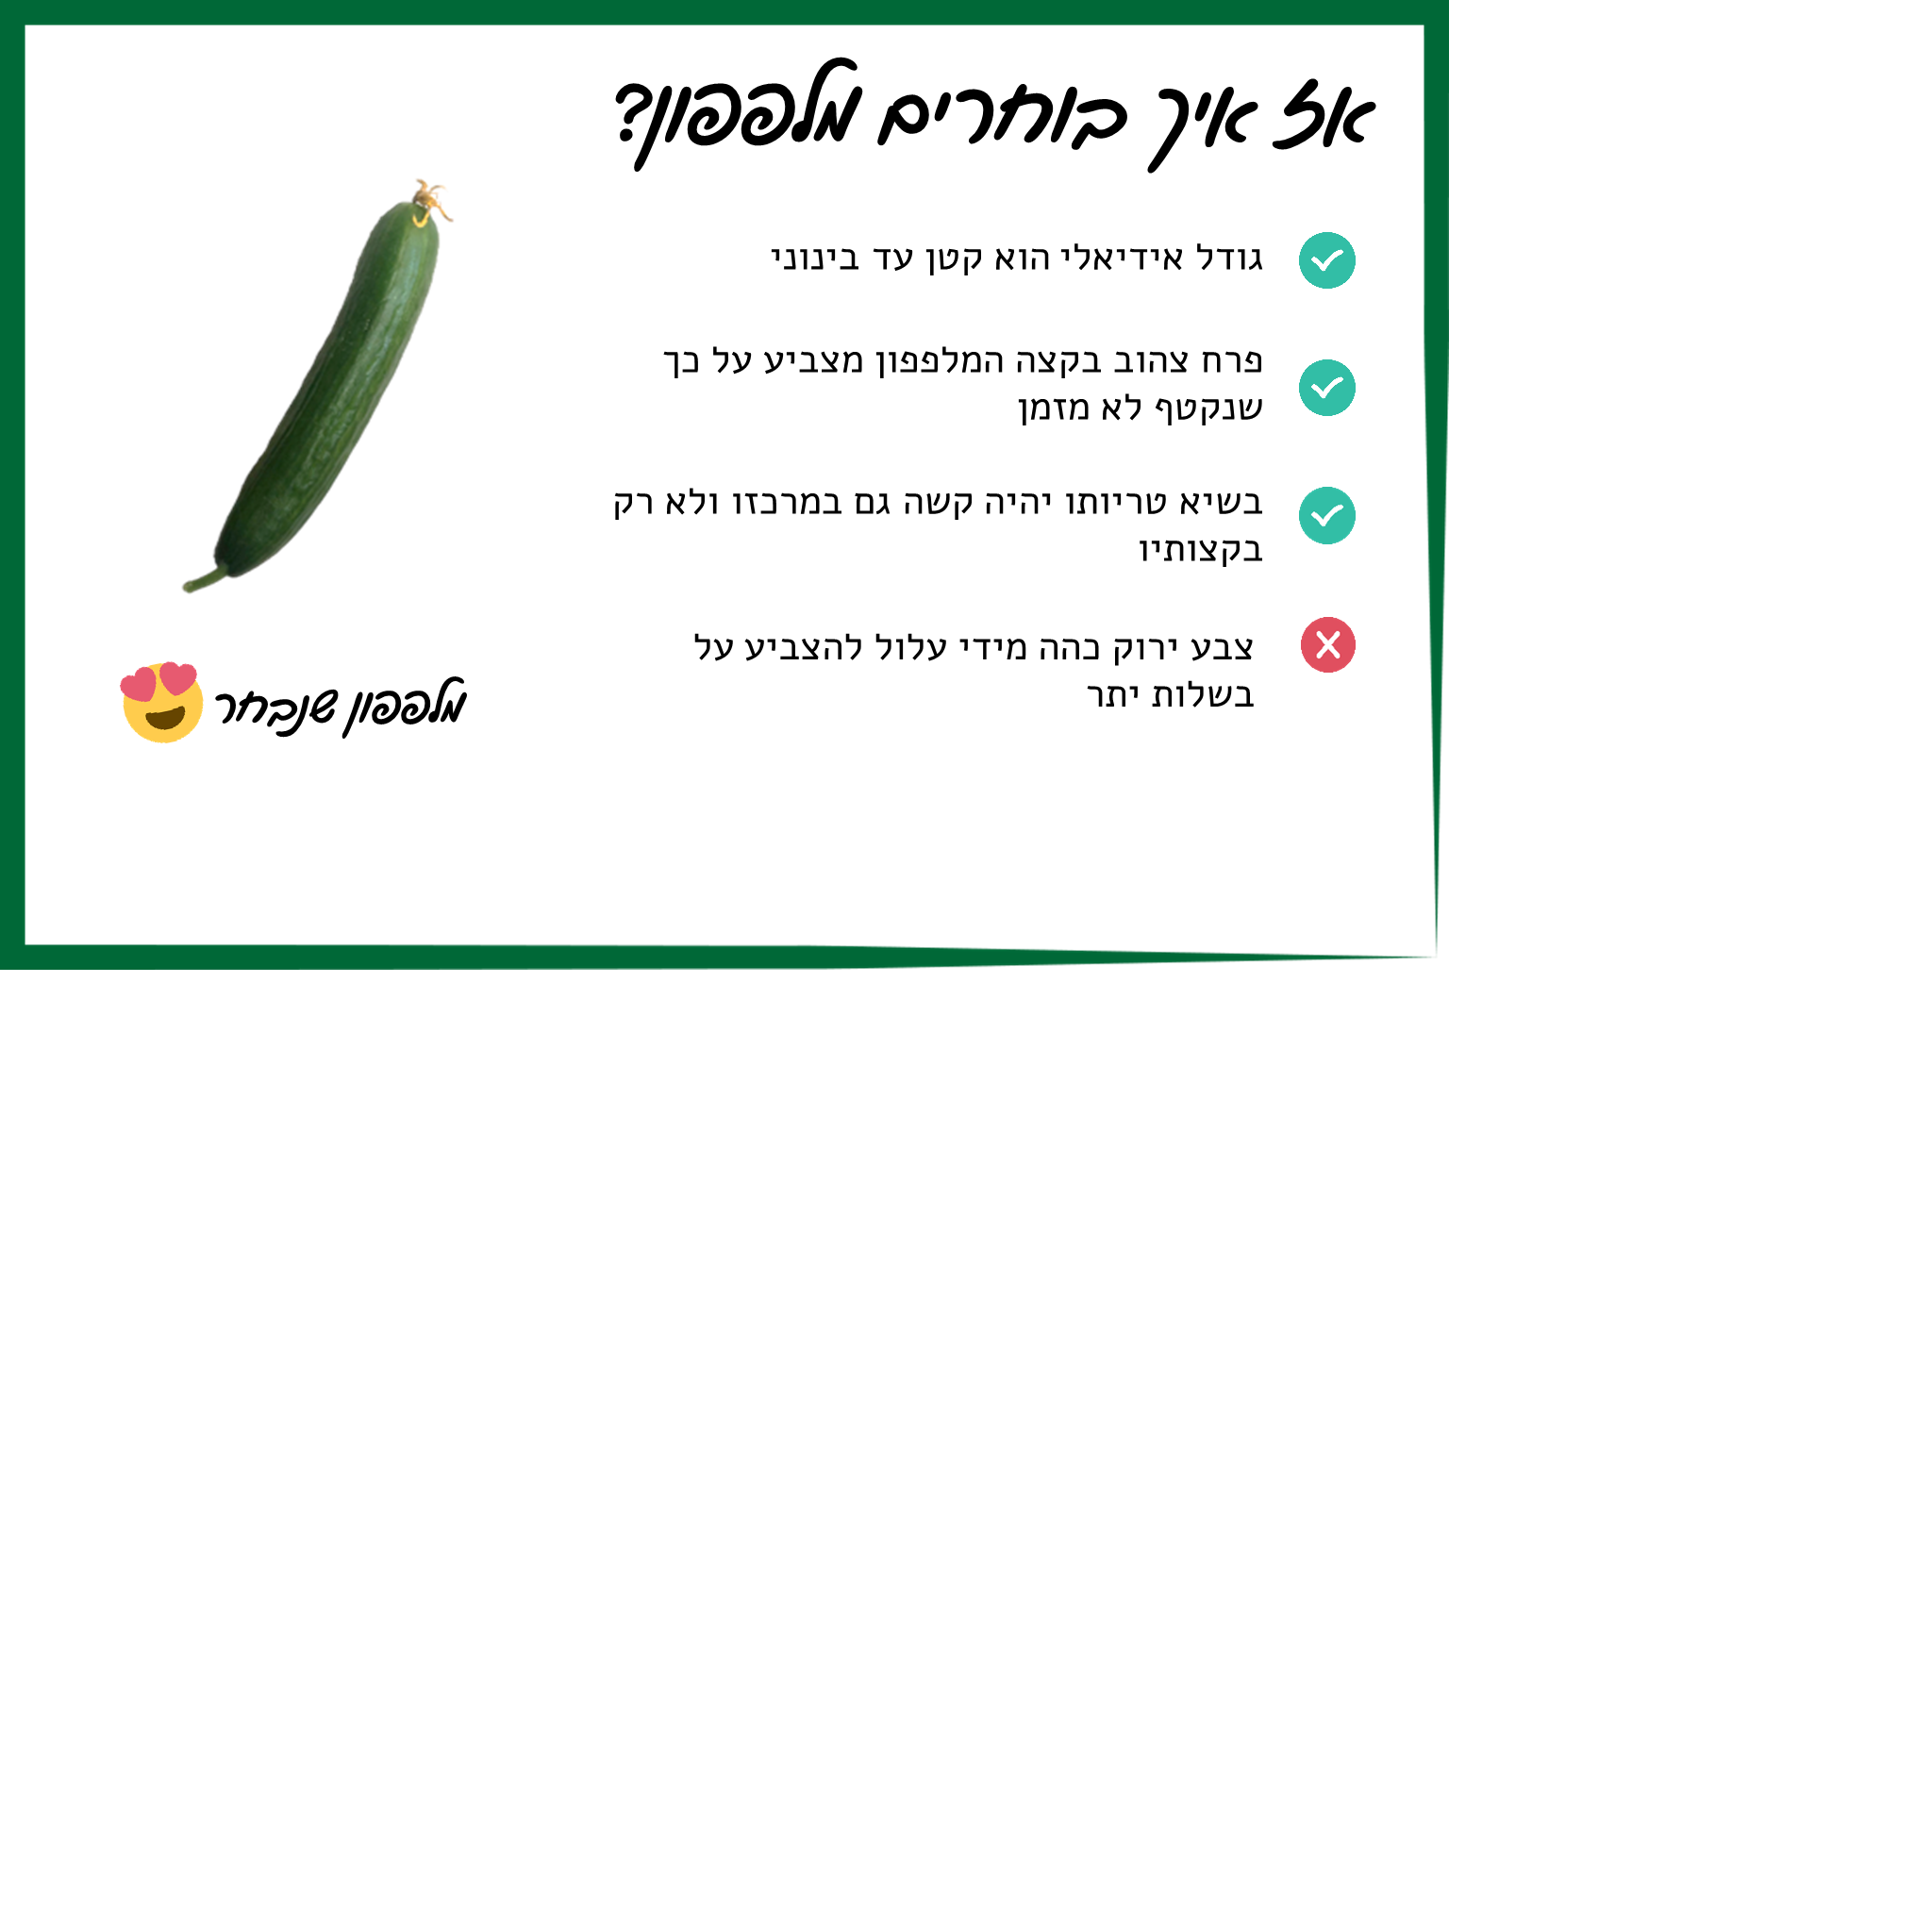 אז איך בוחרים מלפפון?
גודל אידיאלי הוא קטן עד בינוני
פרח צהוב בקצה המלפפון מצביע על כך
שנקטף לא מזמן
בשיא טריותו יהיה קשה גם במרכזו ולא רק
בקצותיו
צבע ירוק כהה מידי עלול להצביע על
בשלות יתר
מלפפון שנבחר